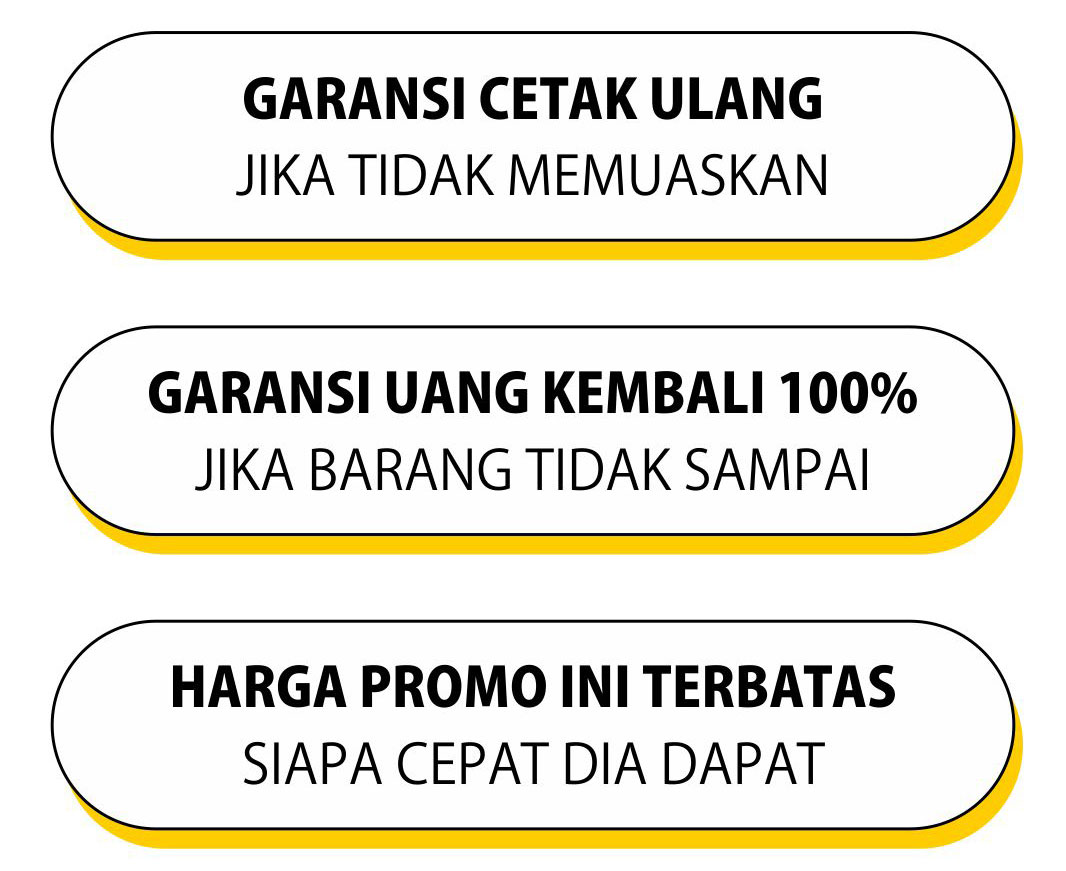 GARANSI CETAK ULANG
JIKA TIDAK MEMUASKAN
GARANSI UANG KEMBALI 100%
JIKA BARANG TIDAK SAMPAI
HARGA PROMO INI TERBATAS
SIAPA CEPAT DIA DAPAT